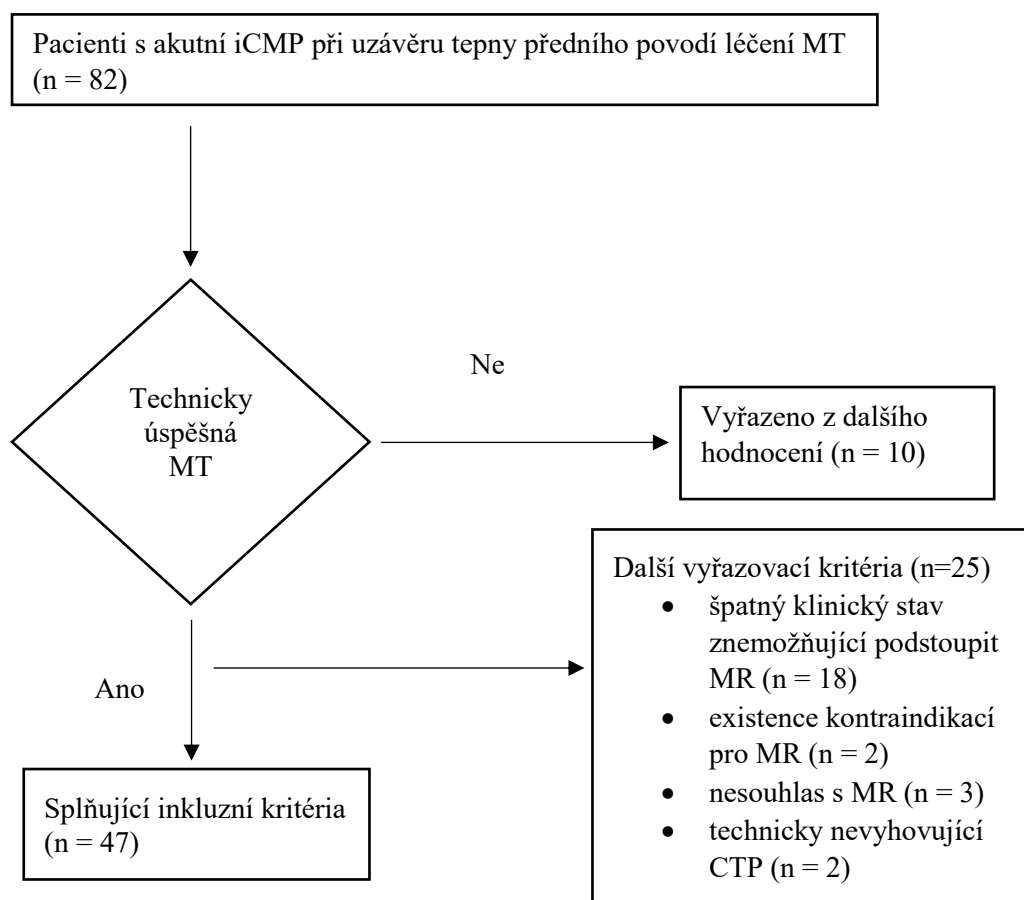 Pacienti s akutní iCMP při uzávěru tepny předního povodí léčení MT
(n = 82)
Technicky
úspěšná
MT
Ne
Vyřazeno z dalšího
hodnocení (n = 10)
Další vyřazovací kritéria (n=25)
• špatný klinický stav
znemožňující podstoupit
MR (n = 18)
• existence kontraindikací
pro MR (n = 2)
• nesouhlas s MR (n = 3)
• technicky nevyhovující
CTP (n = 2)
Ano
Splňující inkluzní kritéria
(n = 47)